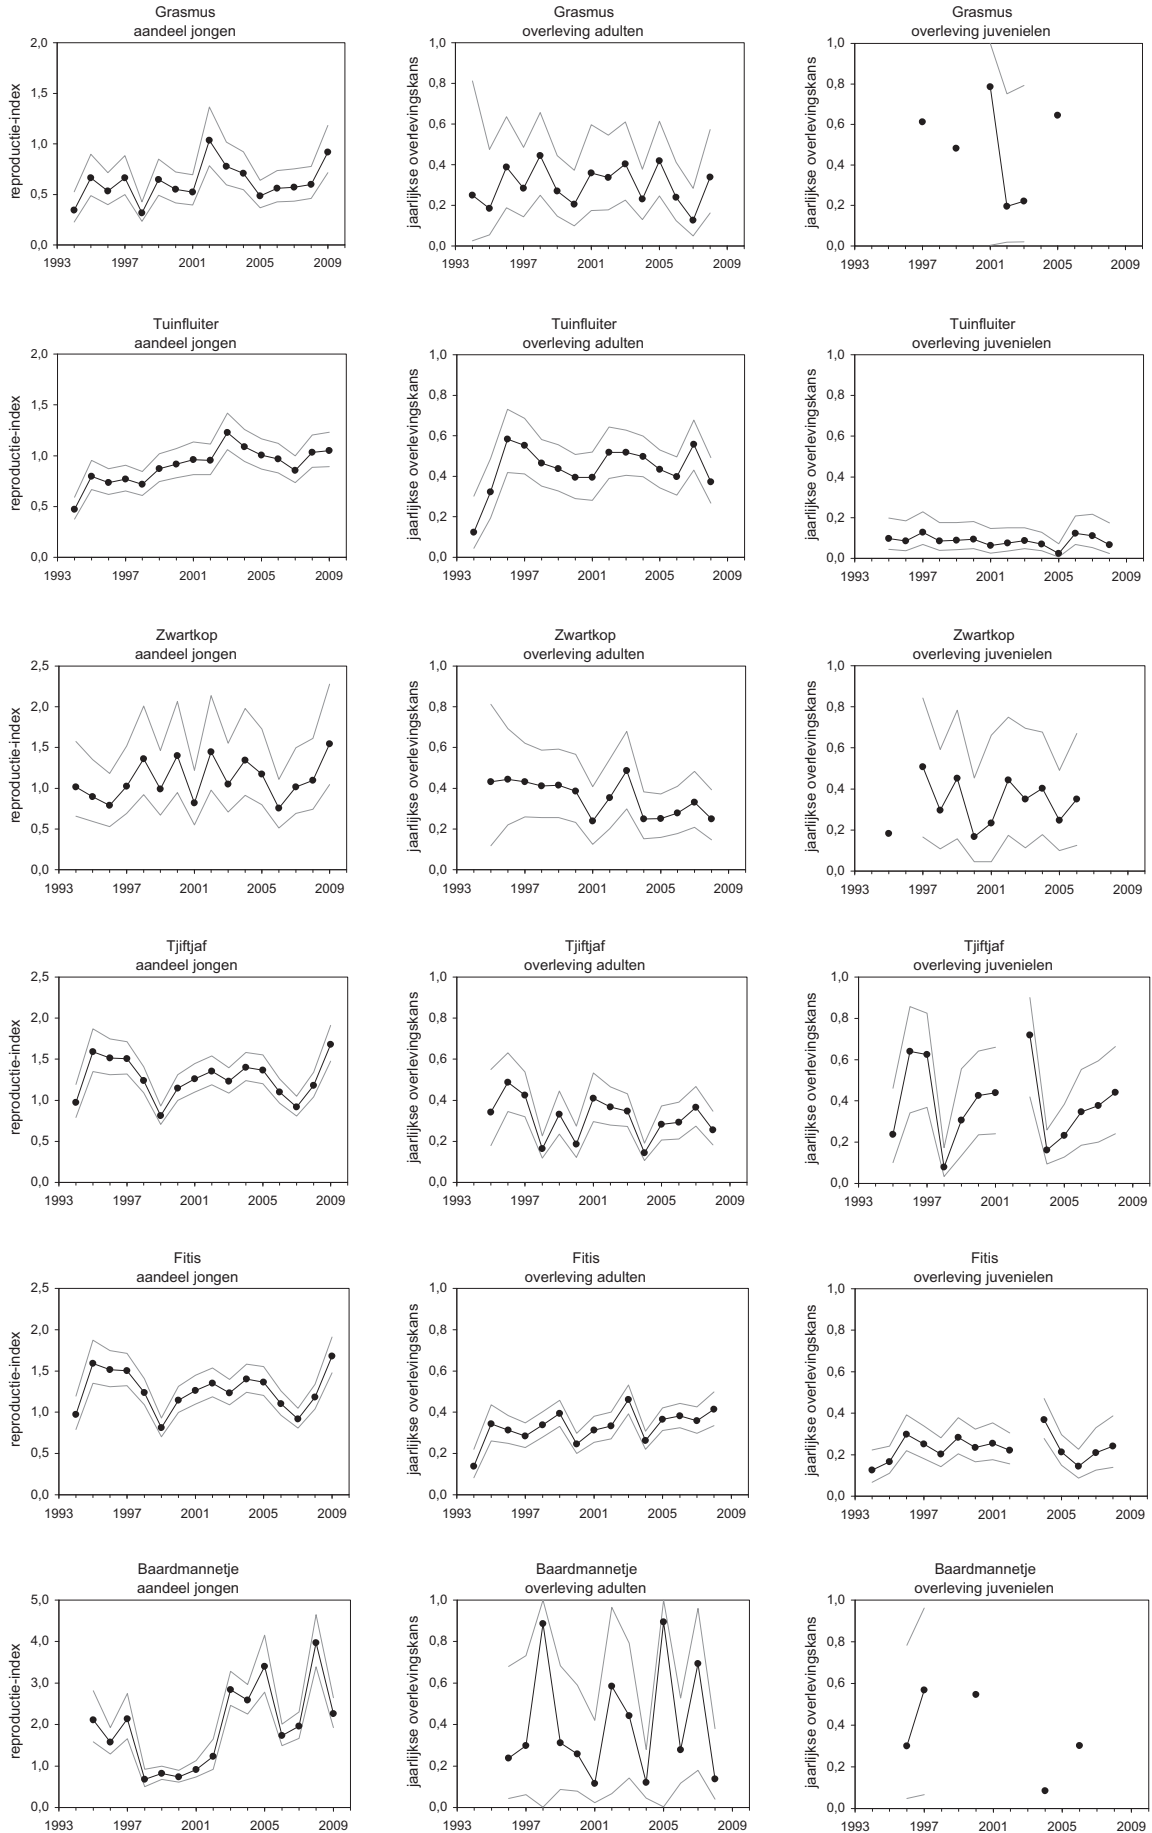 Grasmus
aandeel jongen
reproductie-index
2,0
1,5
1,0
0,5
0,0
1993 1997 2001 2005 2009
Grasmus
overleving adulten
jaarlijkse overlevingskans
1,0
0,8
0,6
0,4
0,2
0,0
1993 1997 2001 2005 2009
Grasmus
overleving juvenielen
jaarlijkse overlevingskans
1,0
0,8
0,6
0,4
0,2
0,0
1993 1997 2001 2005 2009
Tuinfluiter
aandeel jongen
reproductie-index
2,0
1,5
1,0
0,5
0,0
1993 1997 2001 2005 2009
Tuinfluiter
overleving adulten
jaarlijkse overlevingskans
1,0
0,8
0,6
0,4
0,2
0,0
1993 1997 2001 2005 2009
Tuinfluiter
overleving juvenielen
jaarlijkse overlevingskans
1,0
0,8
0,6
0,4
0,2
0,0
1993 1997 2001 2005 2009
Zwartkop
aandeel jongen
reproductie-index
2,5
2,0
1,5
1,0
0,5
0,0
1993 1997 2001 2005 2009
Zwartkop
overleving adulten
jaarlijkse overlevingskans
1,0
0,8
0,6
0,4
0,2
0,0
1993 1997 2001 2005 2009
Zwartkop
overleving juvenielen
jaarlijkse overlevingskans
1,0
0,8
0,6
0,4
0,2
0,0
1993 1997 2001 2005 2009
Tjiftjaf
aandeel jongen
reproductie-index
2,5
2,0
1,5
1,0
0,5
0,0
1993 1997 2001 2005 2009
Tjiftjaf
overleving adulten
jaarlijkse overlevingskans
1,0
0,8
0,6
0,4
0,2
0,0
1993 1997 2001 2005 2009
Tjiftjaf
overleving juvenielen
jaarlijkse overlevingskans
1,0
0,8
0,6
0,4
0,2
0,0
1993 1997 2001 2005 2009
Fitis
aandeel jongen
reproductie-index
2,5
2,0
1,5
1,0
0,5
0,0
1993 1997 2001 2005 2009
Fitis
overleving adulten
jaarlijkse overlevingskans
1,0
0,8
0,6
0,4
0,2
0,0
1993 1997 2001 2005 2009
Fitis
overleving juvenielen
jaarlijkse overlevingskans
1,0
0,8
0,6
0,4
0,2
0,0
1993 1997 2001 2005 2009
Baardmannetje
aandeel jongen
reproductie-index
5,0
4,0
3,0
2,0
1,0
0,0
1993 1997 2001 2005 2009
Baardmannetje
overleving adulten
jaarlijkse overlevingskans
1,0
0,8
0,6
0,4
0,2
0,0
1993 1997 2001 2005 2009
Baardmannetje
overleving juvenielen
jaarlijkse overlevingskans
1,0
0,8
0,6
0,4
0,2
0,0
1993 1997 2001 2005 2009